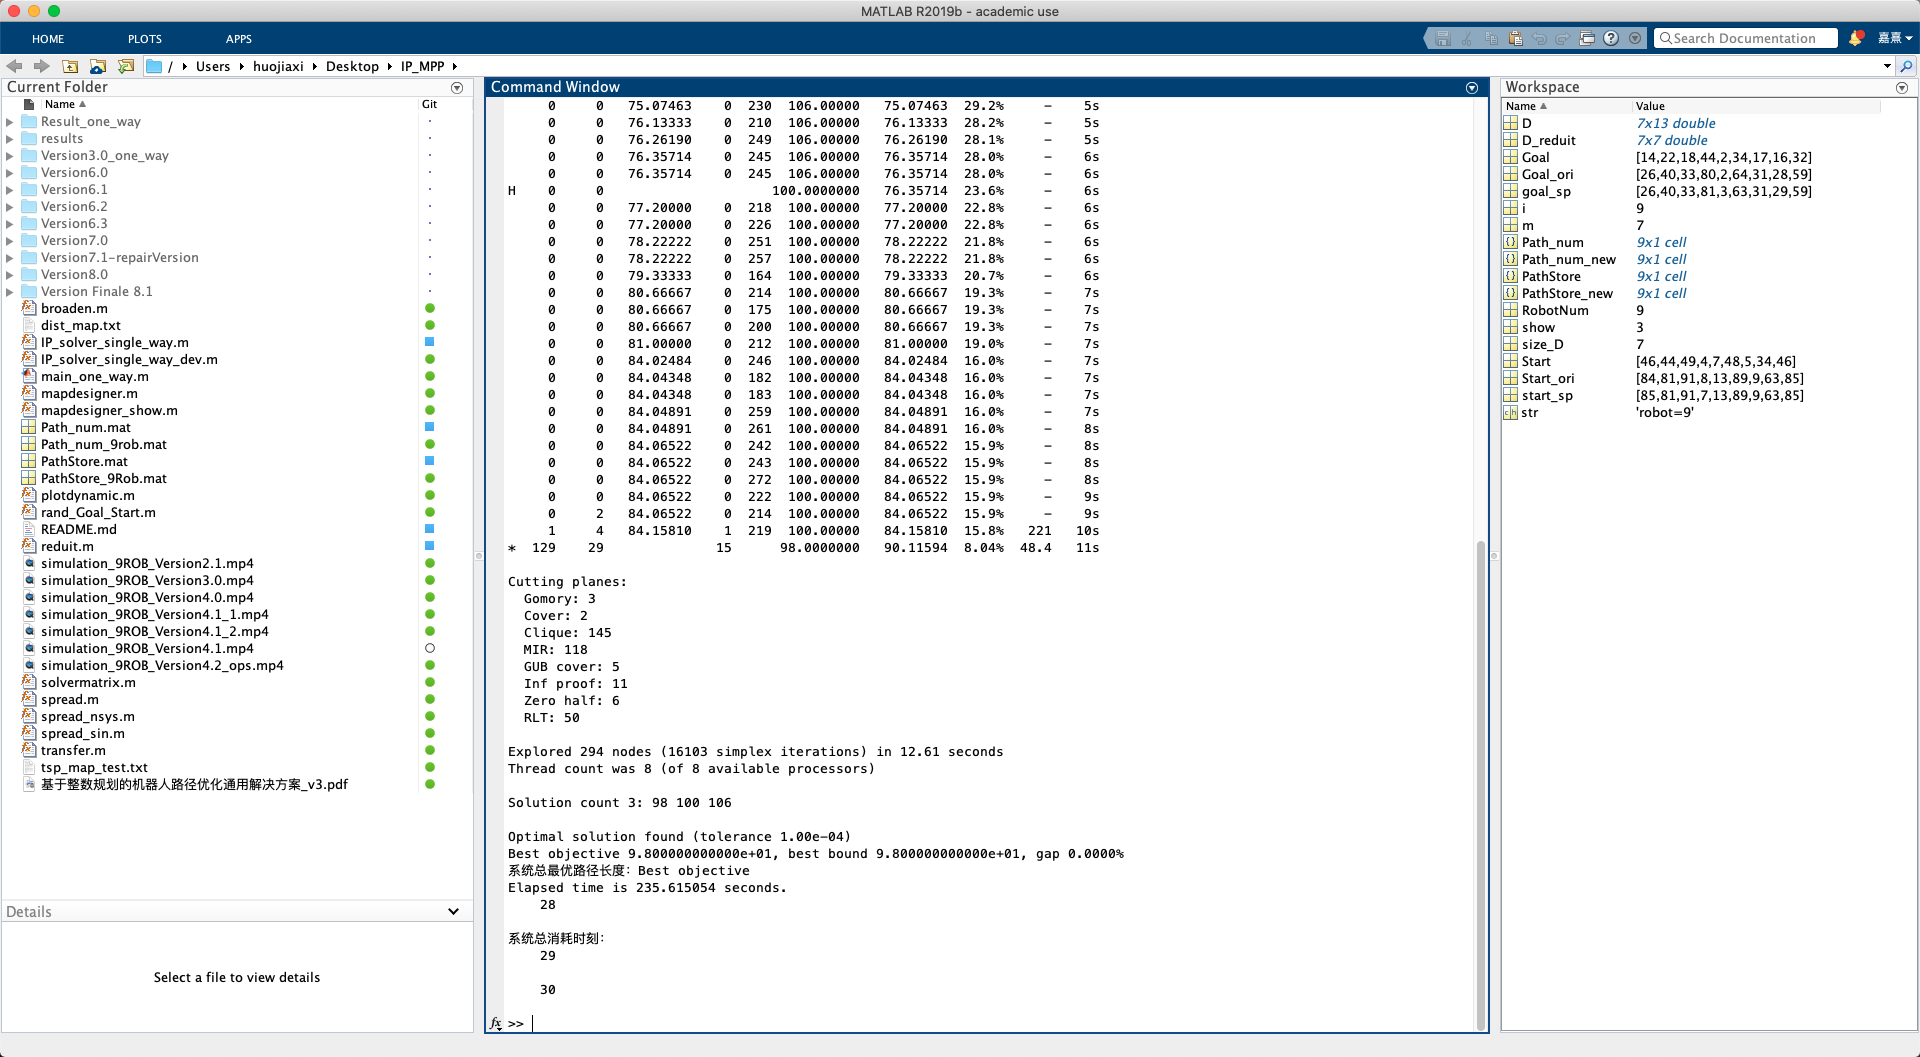 MATLAB R2019b - academic use
HOME PLOTS APPS
Search Documentation 嘉熹
/ Users huojiaxi Desktop IP_MPP
Current Folder
Name Git
Result_one_way
results
Version3.0_one_way
Version6.0
Version6.1
Version6.2
Version6.3
Version7.0
Version7.1-repairVersion
Version8.0
Version Finale 8.1
broaden.m
dist_map.txt
IP_solver_single_way.m
IP_solver_single_way_dev.m
main_one_way.m
mapdesigner.m
mapdesigner_show.m
Path_num.mat
Path_num_9rob.mat
PathStore.mat
PathStore_9Rob.mat
plotdynamic.m
rand_Goal_Start.m
README.md
reduit.m
simulation_9ROB_Version2.1.mp4
simulation_9ROB_Version3.0.mp4
simulation_9ROB_Version4.0.mp4
simulation_9ROB_Version4.1_1.mp4
simulation_9ROB_Version4.1_2.mp4
simulation_9ROB_Version4.1.mp4
simulation_9ROB_Version4.2_ops.mp4
solvermatrix.m
spread.m
spread_nsys.m
spread_sin.m
transfer.m
tsp_map_test.txt
基于整数规划的机器人路径优化通用解决方案_v3.pdf
Details
Select a file to view details
Command Window
0 0 75.07463 0 230 106.00000 75.07463 29.2% – 5s
0 0 76.13333 0 210 106.00000 76.13333 28.2% – 5s
0 0 76.26190 0 249 106.00000 76.26190 28.1% – 5s
0 0 76.35714 0 245 106.00000 76.35714 28.0% – 6s
0 0 76.35714 0 245 106.00000 76.35714 28.0% – 6s
H 0 0 100.0000000 76.35714 23.6% – 6s
0 0 77.20000 0 218 100.00000 77.20000 22.8% – 6s
0 0 77.20000 0 226 100.00000 77.20000 22.8% – 6s
0 0 78.22222 0 251 100.00000 78.22222 21.8% – 6s
0 0 78.22222 0 257 100.00000 78.22222 21.8% – 6s
0 0 79.33333 0 164 100.00000 79.33333 20.7% – 6s
0 0 80.66667 0 214 100.00000 80.66667 19.3% – 7s
0 0 80.66667 0 175 100.00000 80.66667 19.3% – 7s
0 0 80.66667 0 200 100.00000 80.66667 19.3% – 7s
0 0 81.00000 0 212 100.00000 81.00000 19.0% – 7s
0 0 84.02484 0 246 100.00000 84.02484 16.0% – 7s
0 0 84.04348 0 182 100.00000 84.04348 16.0% – 7s
0 0 84.04348 0 183 100.00000 84.04348 16.0% – 7s
0 0 84.04891 0 259 100.00000 84.04891 16.0% – 7s
0 0 84.04891 0 261 100.00000 84.04891 16.0% – 8s
0 0 84.06522 0 242 100.00000 84.06522 15.9% – 8s
0 0 84.06522 0 243 100.00000 84.06522 15.9% – 8s
0 0 84.06522 0 272 100.00000 84.06522 15.9% – 8s
0 0 84.06522 0 222 100.00000 84.06522 15.9% – 9s
0 2 84.06522 0 214 100.00000 84.06522 15.9% – 9s
1 4 84.15810 1 219 100.00000 84.15810 15.8% 221 10s
* 129 29 15 98.0000000 90.11594 8.04% 48.4 11s
Cutting planes:
Gomory: 3
Cover: 2
Clique: 145
MIR: 118
GUB cover: 5
Inf proof: 11
Zero half: 6
RLT: 50
Explored 294 nodes (16103 simplex iterations) in 12.61 seconds
Thread count was 8 (of 8 available processors)
Solution count 3: 98 100 106
Optimal solution found (tolerance 1.00e-04)
Best objective 9.800000000000e+01, best bound 9.800000000000e+01, gap 0.0000%
系统总最优路径长度：Best objective
Elapsed time is 235.615054 seconds.
28
系统总消耗时刻：
29
30
fx >>
Workspace
Name Value
D 7x13 double
D_reduit 7x7 double
Goal [14,22,18,44,2,34,17,16,32]
Goal_ori [26,40,33,80,2,64,31,28,59]
goal_sp [26,40,33,81,3,63,31,29,59]
i 9
m 7
Path_num 9x1 cell
Path_num_new 9x1 cell
PathStore 9x1 cell
PathStore_new 9x1 cell
RobotNum 9
show 3
size_D 7
Start [46,44,49,4,7,48,5,34,46]
Start_ori [84,81,91,8,13,89,9,63,85]
start_sp [85,81,91,7,13,89,9,63,85]
str 'robot=9'